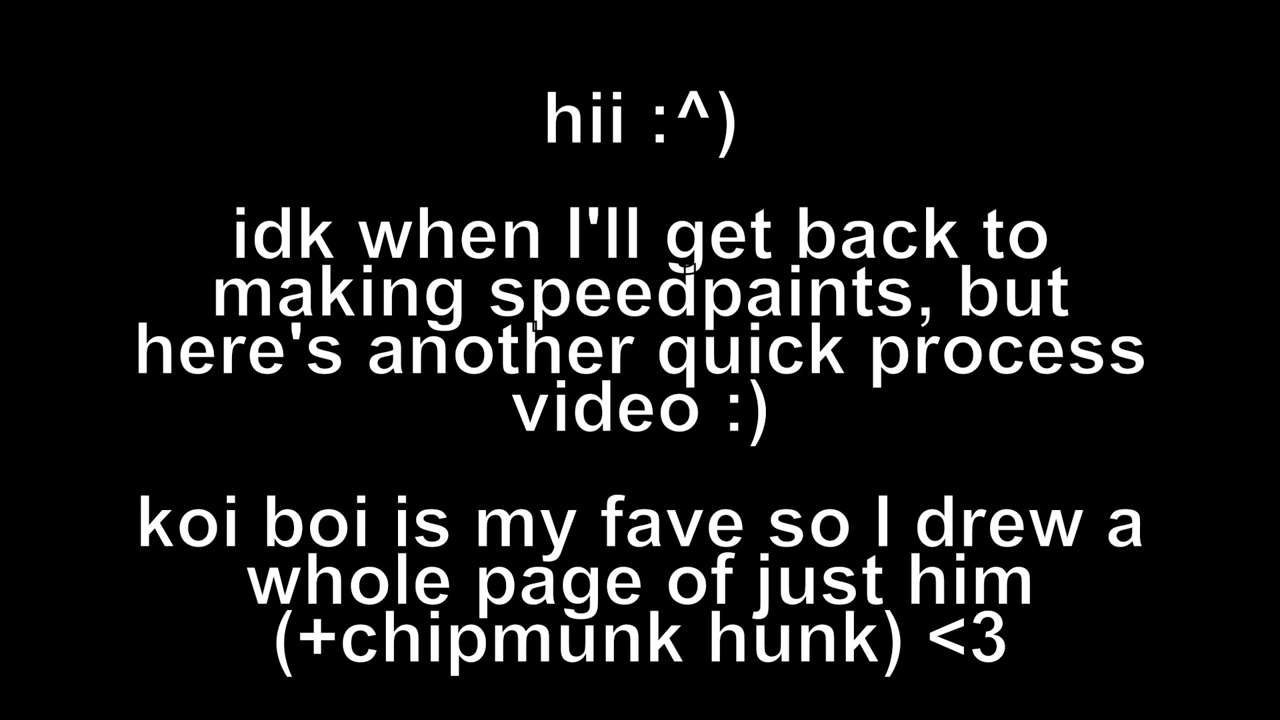 hii :^)
idk when I'll get back to
making speedpaints, but
here's another quick process
video :)
koi boi is my fave so I drew a
whole page of just him
(+chipmunk hunk) <3